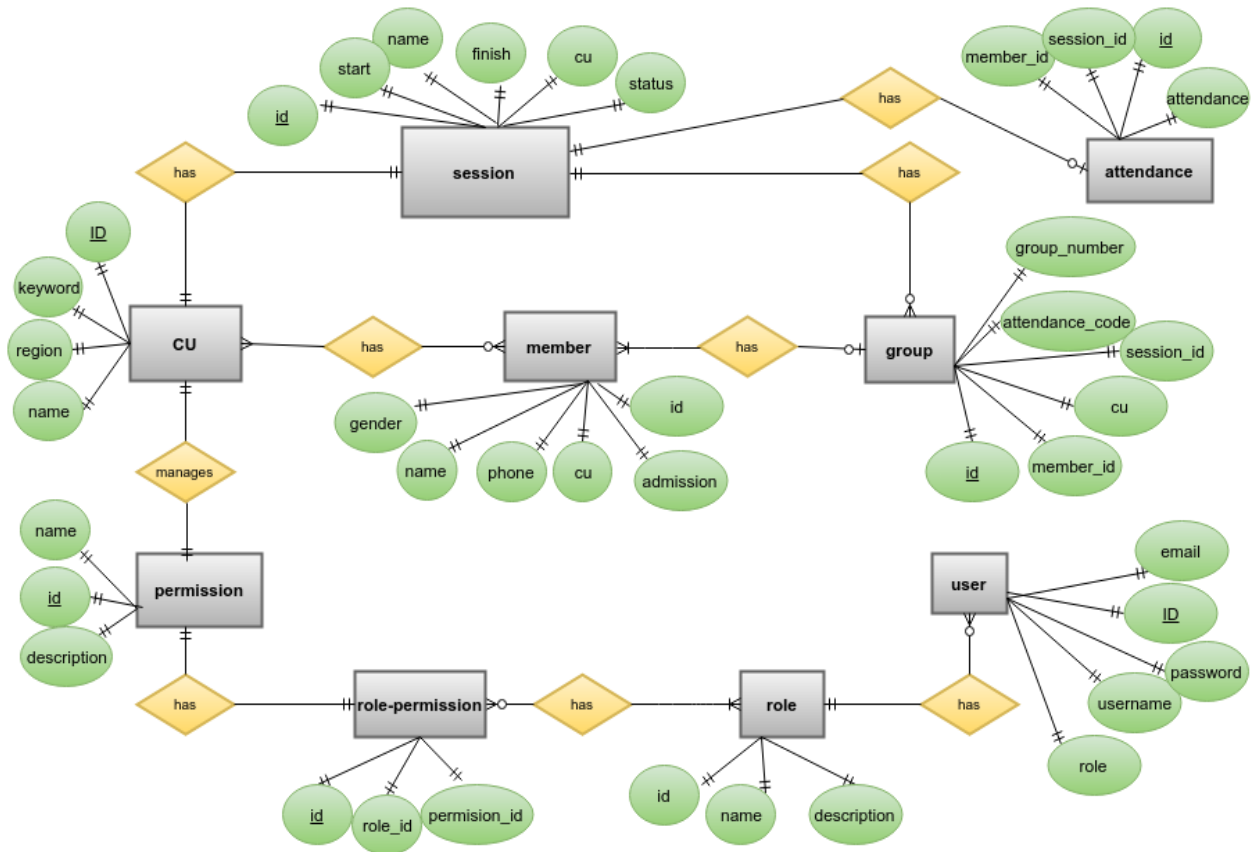 name
finish
cu
start
status
id
session
has
member_id
session_id
id
attendance
has
attendance
has
has
ID
keyword
region
name
CU
has
member
has
group
group_number
attendance_code
session_id
cu
member_id
id
gender
name
phone
cu
admission
id
manages
name
id
description
permission
user
email
ID
password
username
role
has
role-permission
has
role
has
id
role_id
permision_id
id
name
description